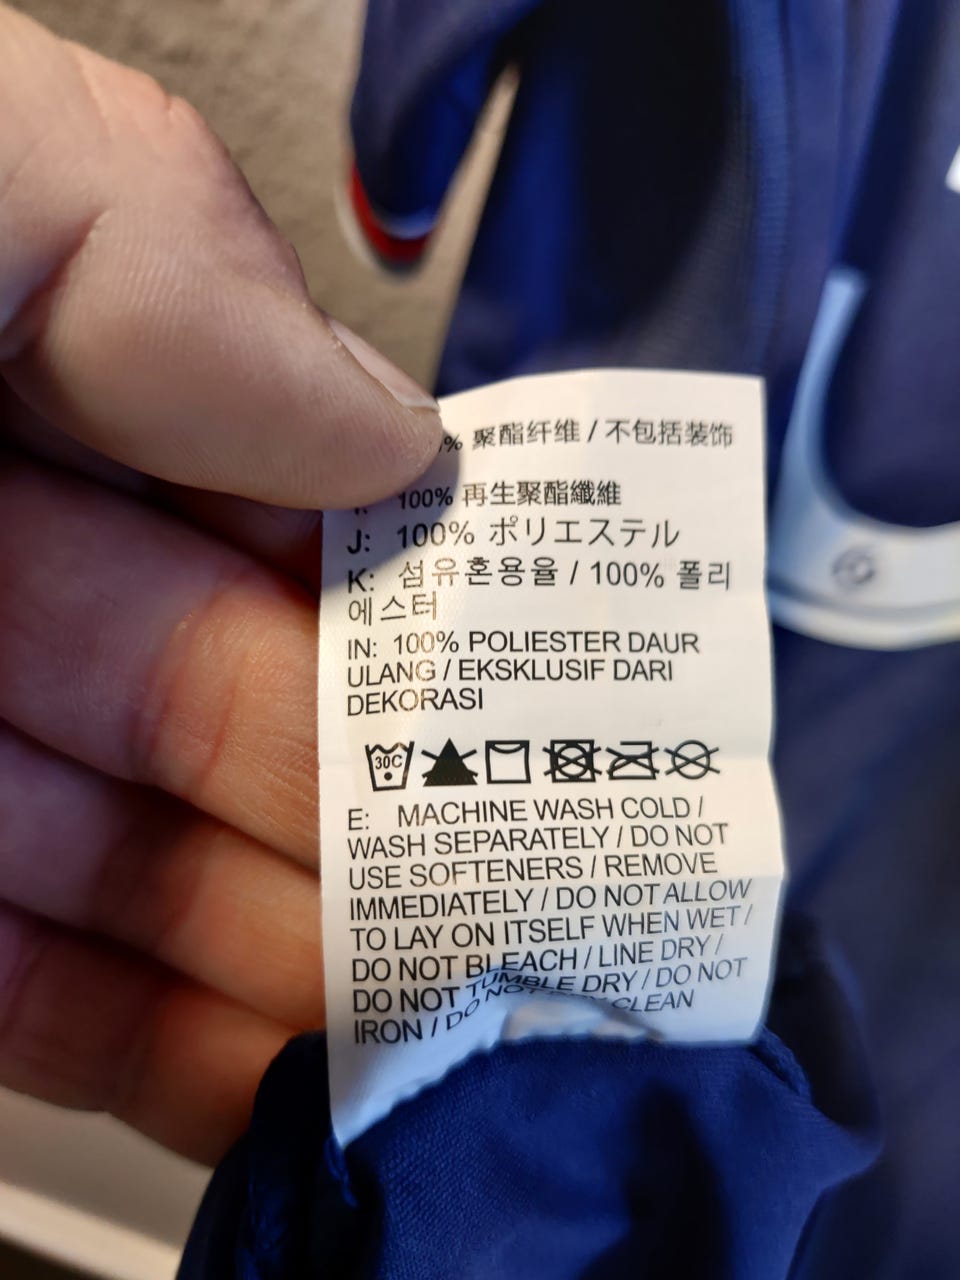 % 聚酯纤维 / 不包括装饰
100% 再生聚酯纖維
J: 100% ポリエステル
K: 섬유혼용율 / 100% 폴리
에스터
IN: 100% POLIESTER DAUR
ULANG / EKSKLUSIF DARI
DEKORASI
30C
E: MACHINE WASH COLD /
WASH SEPARATELY / DO NOT
USE SOFTENERS / REMOVE
IMMEDIATELY / DO NOT ALLOW
TO LAY ON ITSELF WHEN WET /
DO NOT BLEACH / LINE DRY /
DO NOT TUMBLE DRY / DO NOT
IRON / DO NOT DRY CLEAN